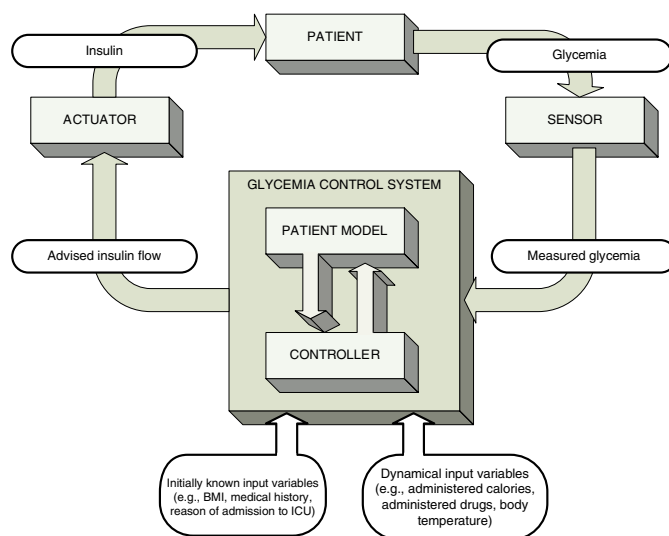 PATIENT
Insulin
Glycemia
ACTUATOR
SENSOR
GLYCEMIA CONTROL SYSTEM
PATIENT MODEL
Advised insulin flow
Measured glycemia
CONTROLLER
Initially known input variables
(e.g., BMI, medical history,
reason of admission to ICU)
Dynamical input variables
(e.g., administered calories,
administered drugs, body
temperature)